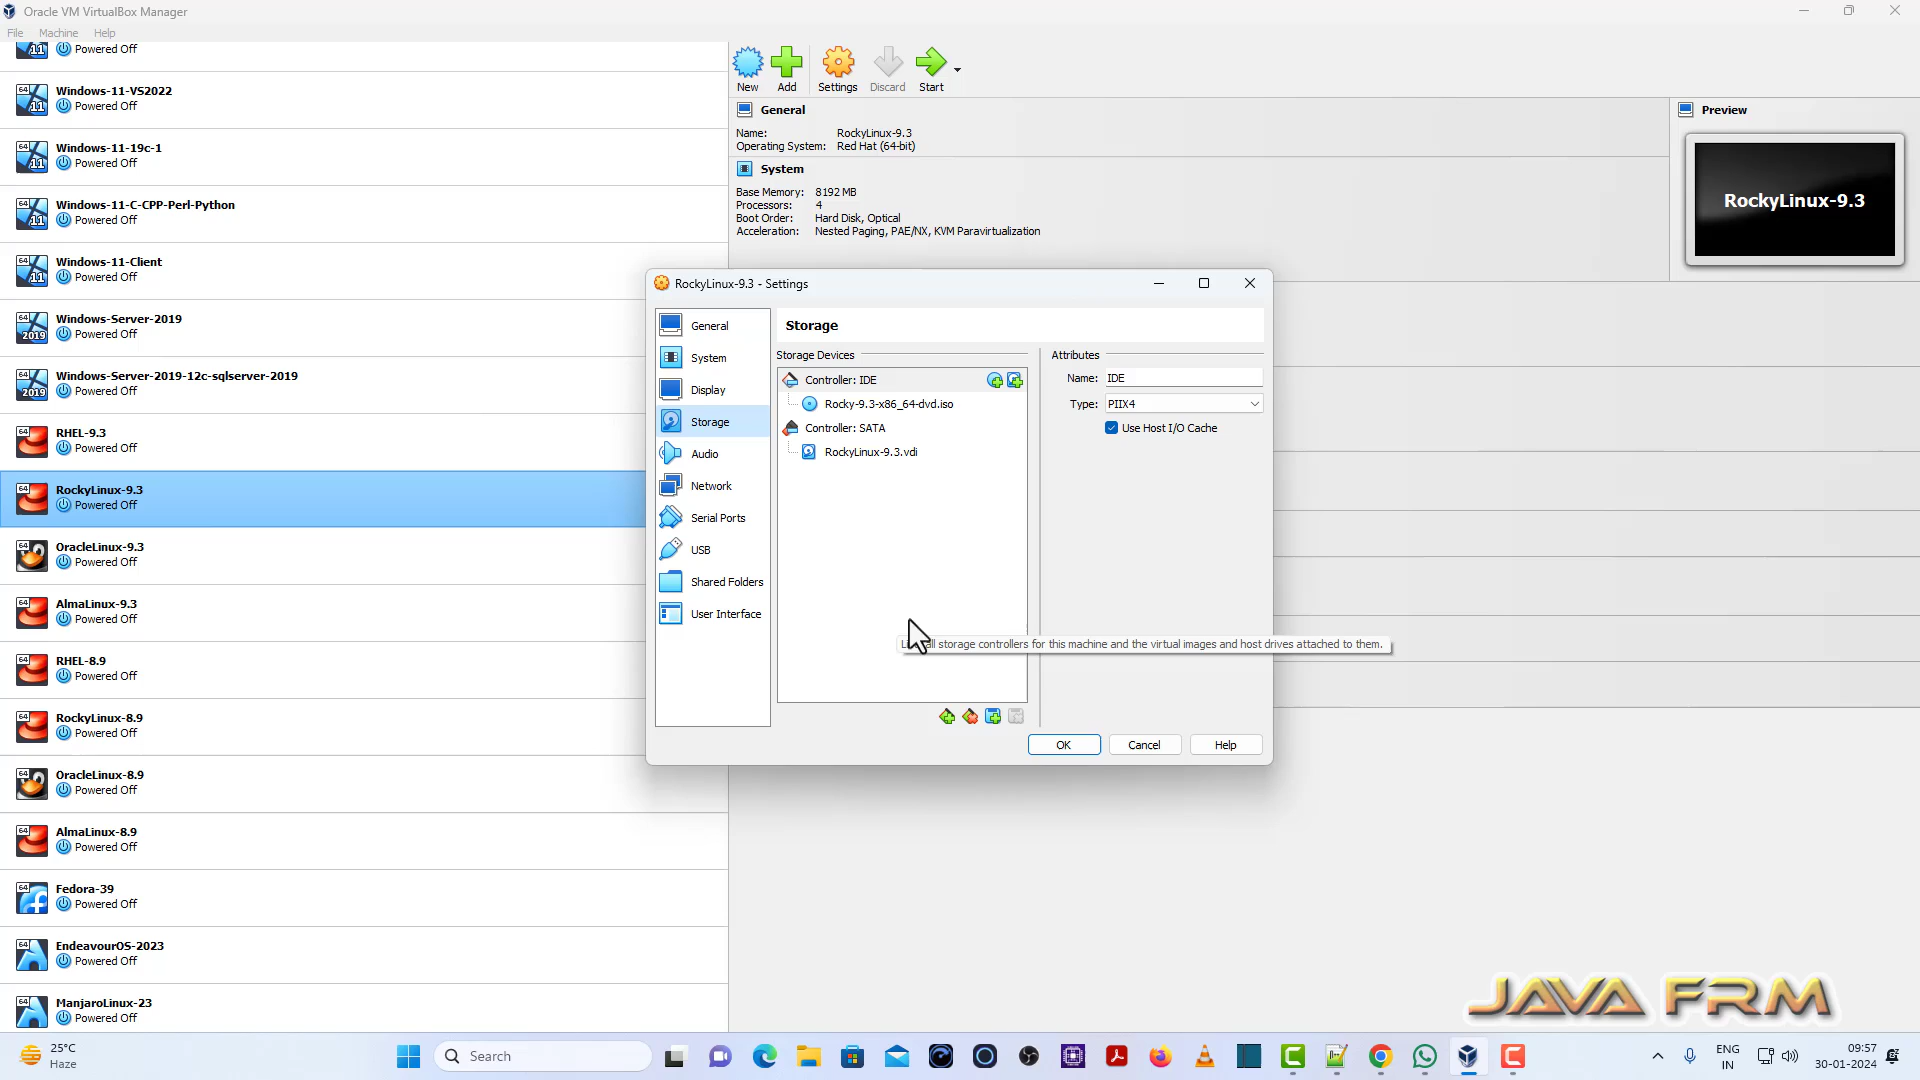 Oracle VM VirtualBox Manager
File Machine Help
Powered Off
Windows-11-VS2022
Powered Off
Windows-11-19c-1
Powered Off
Windows-11-C-CPP-Perl-Python
Powered Off
Windows-11-Client
Powered Off
Windows-Server-2019
Powered Off
Windows-Server-2019-12c-sqlserver-2019
Powered Off
RHEL-9.3
Powered Off
RockyLinux-9.3
Powered Off
OracleLinux-9.3
Powered Off
AlmaLinux-9.3
Powered Off
RHEL-8.9
Powered Off
RockyLinux-8.9
Powered Off
OracleLinux-8.9
Powered Off
AlmaLinux-8.9
Powered Off
Fedora-39
Powered Off
EndeavourOS-2023
Powered Off
ManjaroLinux-23
Powered Off
New Add Settings Discard Start
General
Name: RockyLinux-9.3
Operating System: Red Hat (64-bit)
System
Base Memory: 8192 MB
Processors: 4
Boot Order: Hard Disk, Optical
Acceleration: Nested Paging, PAE/NX, KVM Paravirtualization
Preview
RockyLinux-9.3
RockyLinux-9.3 - Settings
General
System
Display
Storage
Audio
Network
Serial Ports
USB
Shared Folders
User Interface
Storage
Storage Devices
Controller: IDE
Rocky-9.3-x86_64-dvd.iso
Controller: SATA
RockyLinux-9.3.vdi
Attributes
Name: IDE
Type: PIIX4
Use Host I/O Cache
all storage controllers for this machine and the virtual images and host drives attached to them.
OK Cancel Help
JAVA FRM
25°C
Haze
Search
ENG
IN
09:57
30-01-2024